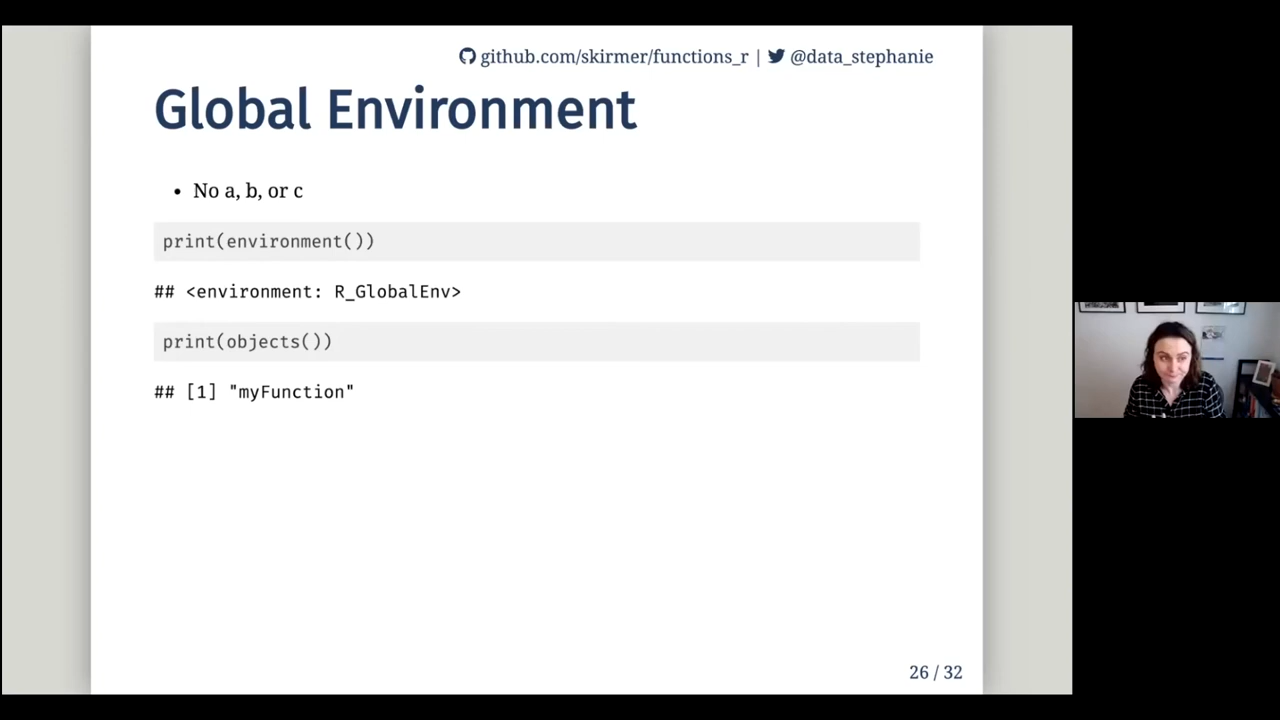 github.com/skirmer/functions_r | @data_stephanie
Global Environment
• No a, b, or c
print(environment())
## <environment: R_GlobalEnv>
print(objects())
## [1] "myFunction"
26 / 32